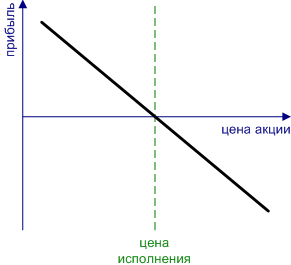 прибыль
цена акции
цена
исполнения